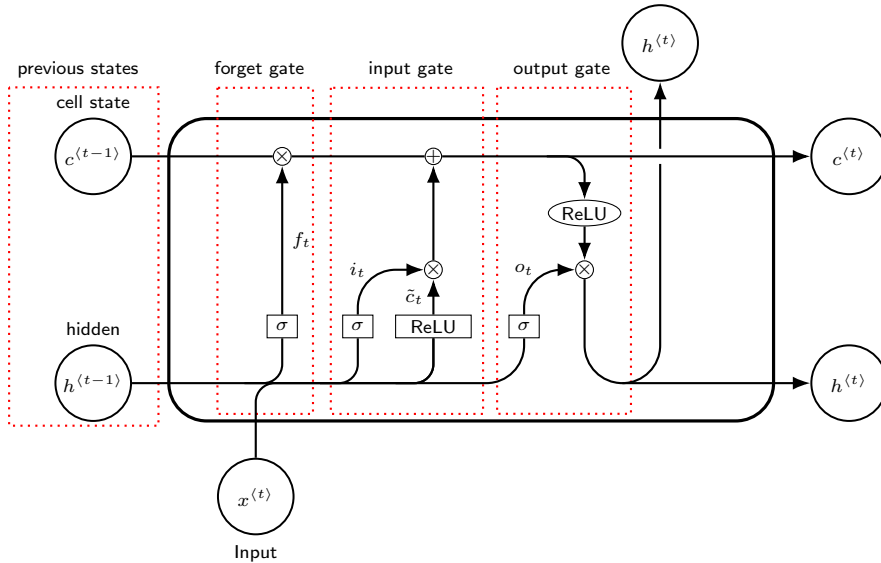 h⟨t⟩
previous states
forget gate
input gate
output gate
cell state
c⟨t−1⟩
×
+
c⟨t⟩
ReLU
f_t
i_t
×
o_t
×
c̃_t
hidden
σ
σ
ReLU
σ
h⟨t−1⟩
h⟨t⟩
x⟨t⟩
Input